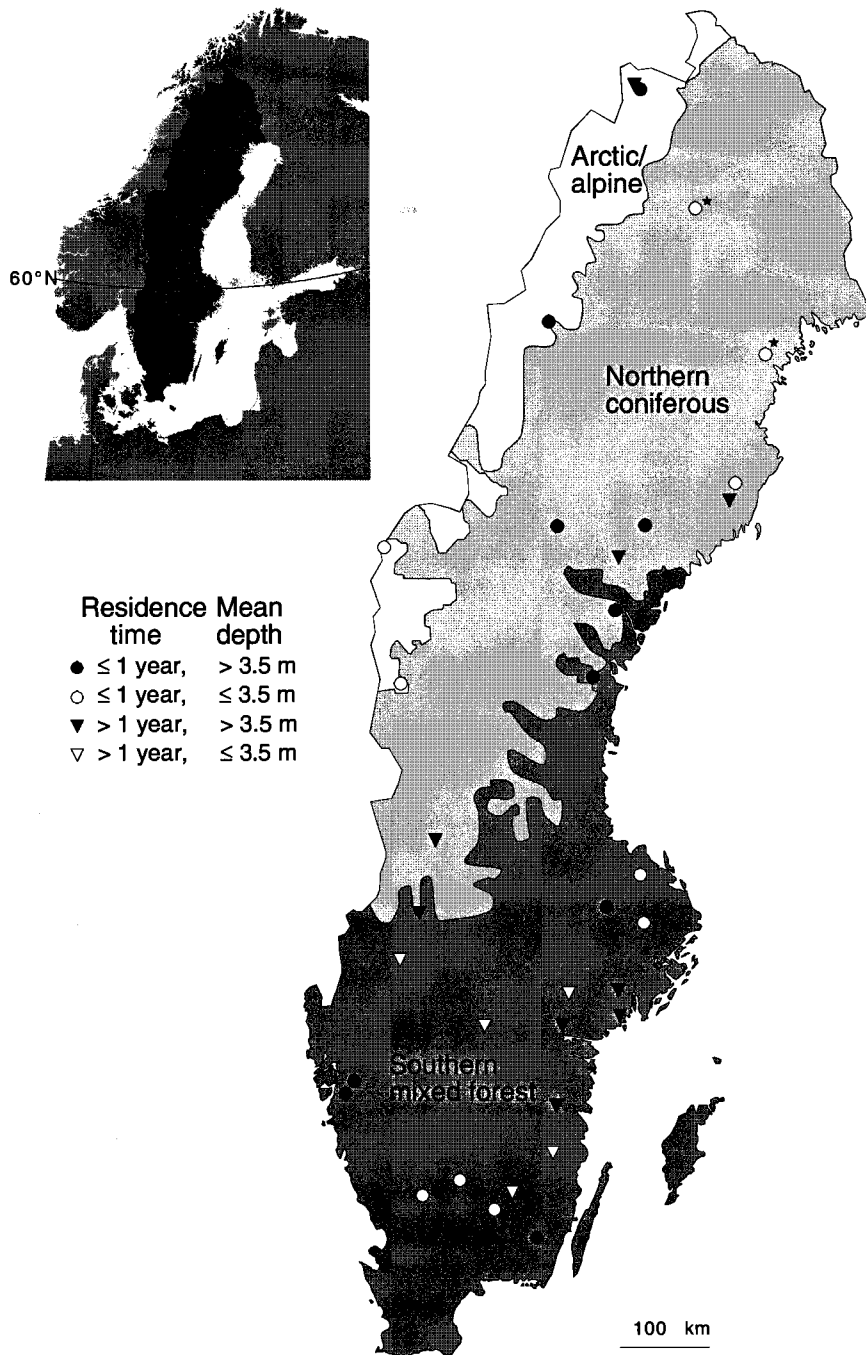 60°N
Arctic/
alpine
Northern
coniferous
Residence Mean
time depth
≤ 1 year, > 3.5 m
≤ 1 year, ≤ 3.5 m
> 1 year, > 3.5 m
> 1 year, ≤ 3.5 m
Southern
mixed forest
100 km